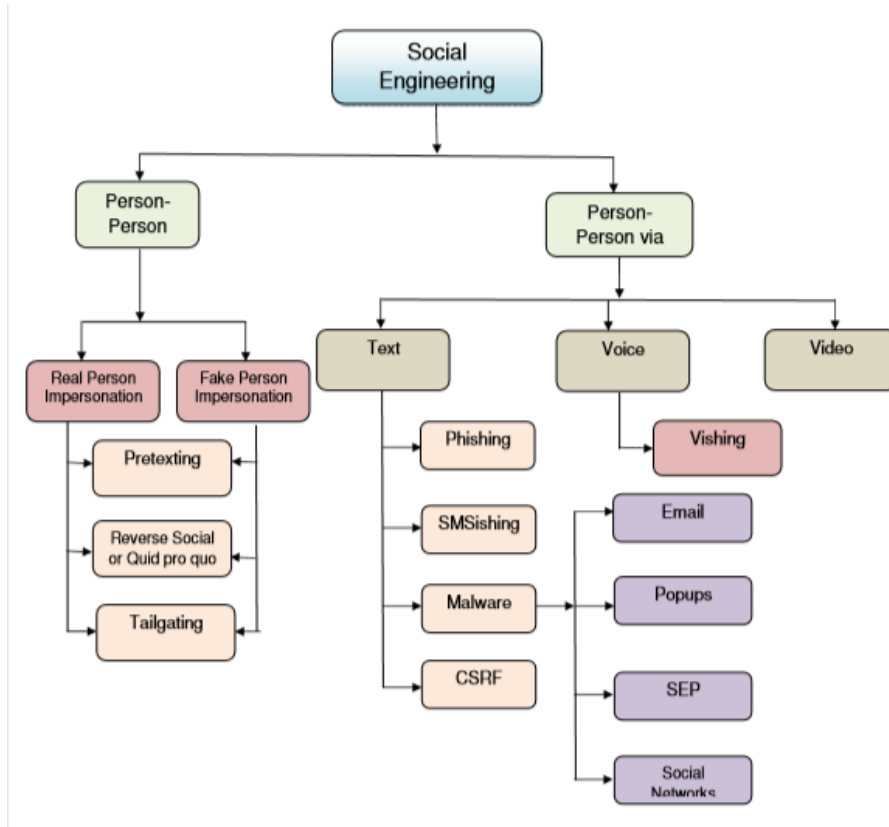 Social
Engineering
Person-
Person
Person-
Person via
Text
Voice
Video
Real Person
Impersonation
Fake Person
Impersonation
Pretexting
Reverse Social
or Quid pro quo
Tailgating
Phishing
SMSishing
Malware
CSRF
Vishing
Email
Popups
SEP
Social
Networks